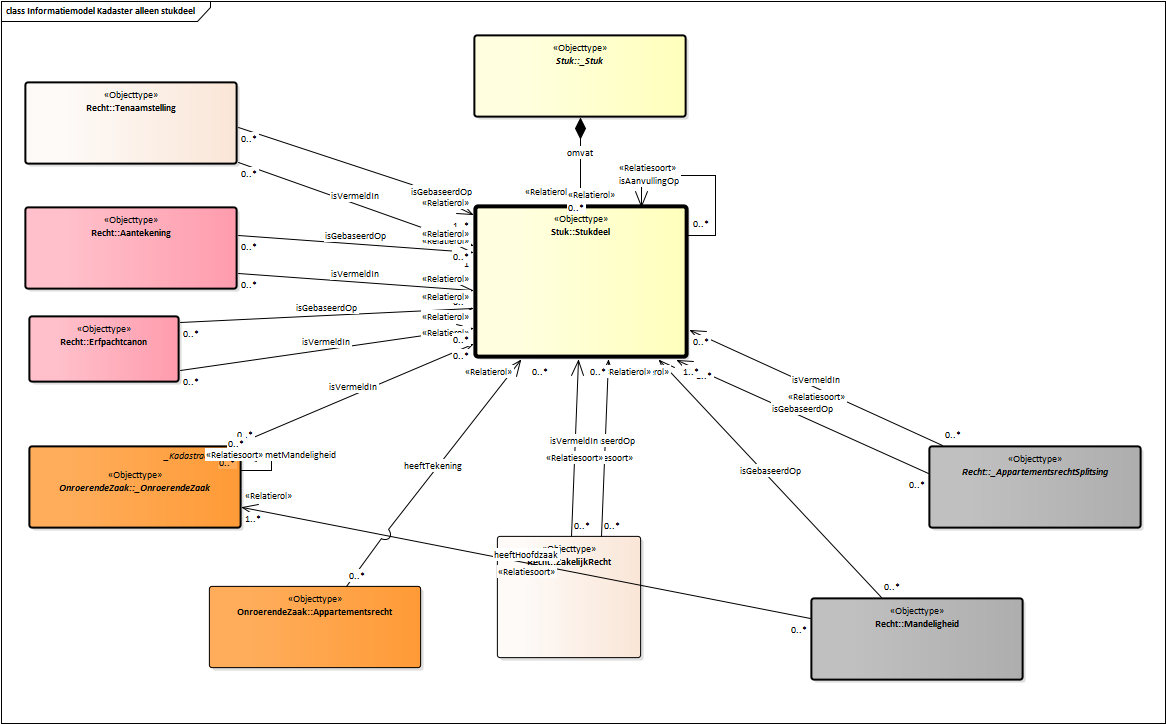 class Informatiemodel Kadaster alleen stukdeel
«Objecttype»
Stuk::_Stuk
«Objecttype»
Recht::Tenaamstelling
0..*
omvat
«Relatiesoort»
isAanvullingOp
0..*
isVermeldIn
isGebaseerdOp
«Relatierol»
«Relatierol
«Relatierol»
0..*
«Objecttype»
Stuk::Stukdeel
0..*
«Objecttype»
Recht::Aantekening
0..*
isGebaseerdOp
«Relatierol»
«Relatierol»
0..*
1
isVermeldIn
0..*
«Relatierol»
«Relatierol»
isGebaseerdOp
«Relatierol»
«Objecttype»
Recht::Erfpachtcanon
0..*
isVermeldIn
«Relatierol»
0..*
0..*
0..*
0..*
isVermeldIn
«Relatierol»
0..*
0..*
Relatierol»
rol»
1..*
..*
isVermeldIn
«Relatiesoort»
isGebaseerdOp
0..*
0..*
_Kadastra
«Relatiesoort»
metMandeligheid
0..*
«Objecttype»
OnroerendeZaak::_OnroerendeZaak
«Relatierol»
1..*
heeftTekening
isVermeldIn
seerdOp
«Relatiesoort»
soort»
isGebaseerdOp
0..*
«Objecttype»
Recht::_AppartementsrechtSplitsing
0..*
0..*
0..*
«Objecttype»
Recht::ZakelijkRecht
heeftHoofdzaak
«Relatiesoort»
0..*
«Objecttype»
OnroerendeZaak::Appartementsrecht
0..*
0..*
«Objecttype»
Recht::Mandeligheid